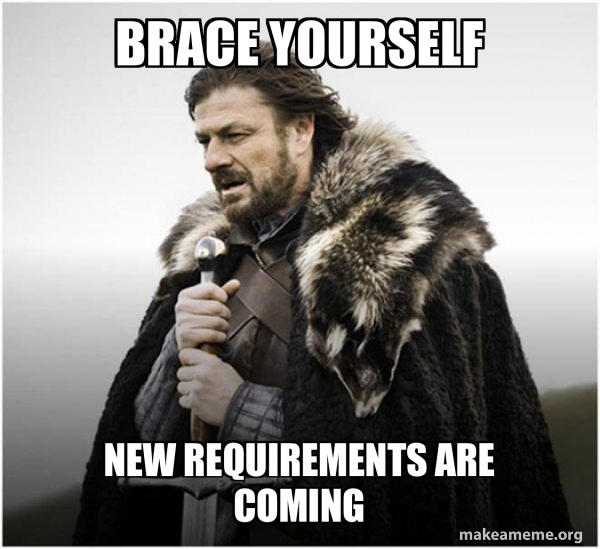 BRACE YOURSELF
NEW REQUIREMENTS ARE
COMING
makeameme.org